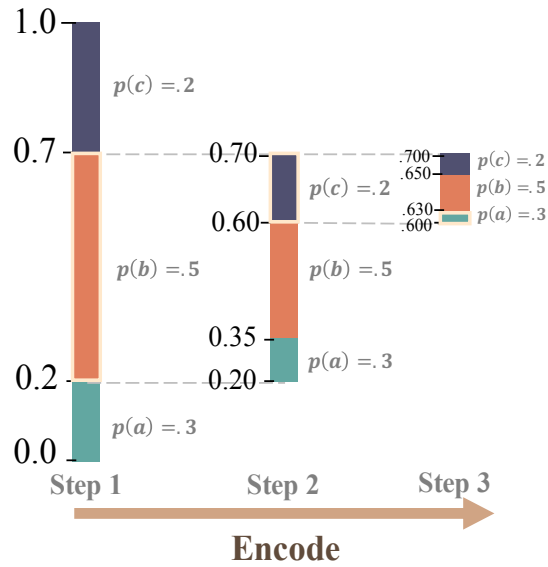 1.0
p(c) =. 2
0.7
p(b) =. 5
0.2
p(a) =. 3
0.0
Step 1
0.70
p(c) =. 2
0.60
p(b) =. 5
0.35
p(a) =. 3
0.20
Step 2
.700
p(c) =. 2
.650
p(b) =. 5
.630
p(a) =. 3
.600
Step 3
Encode